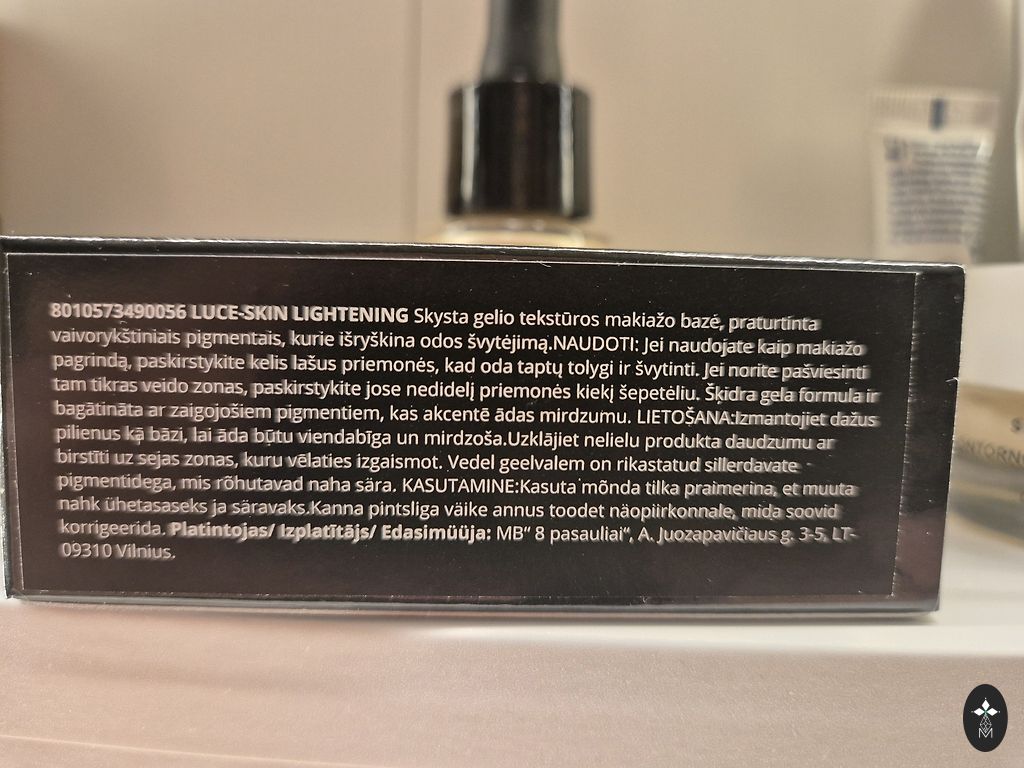 8010573490056 LUCE-SKIN LIGHTENING Skysta gelio tekstūros makiažo bazė, praturtinta
vaivorykštiniais pigmentais, kurie išryškina odos švytėjimą.NAUDOTI: Jei naudojate kaip makiažo
pagrindą, paskirstykite kelis lašus priemonės, kad oda taptų tolygi ir švytinti. Jei norite pašviesinti
tam tikras veido zonas, paskirstykite jose nedidelį priemonės kiekį šepetėliu. Šķidra gela formula ir
bagātināta ar zaigojošiem pigmentiem, kas akcentē ādas mirdzumu. LIETOŠANA:Izmantojiet dažus
pilienus kā bāzi, lai āda būtu viendabīga un mirdzoša.Uzklājiet nelielu produkta daudzumu ar
birstīti uz sejas zonas, kuru vēlaties izgaismot. Vedel geelvalem on rikastatud sillerdavate
pigmentidega, mis rõhutavad naha sära. KASUTAMINE:Kasuta mõnda tilka praimerina, et muuta
nahk ühetasaseks ja säravaks.Kanna pintsliga väike annus toodet näopiirkonnale, mida soovid
korrigeerida. Platintojas/ Izplatītājs/ Edasimüüja: MB“ 8 pasauliai“, A. Juozapavičiaus g. 3-5, LT-
09310 Vilnius.